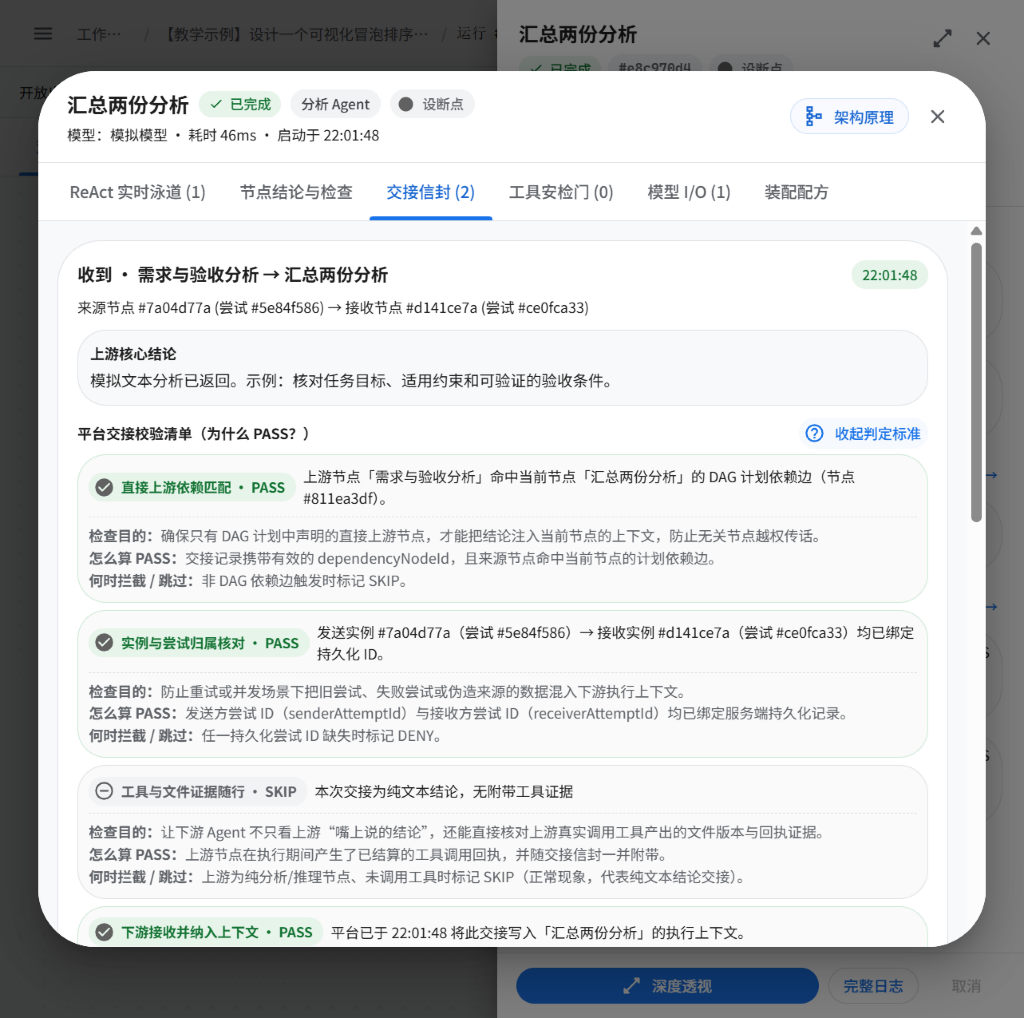 工作…
/ 【教学示例】设计一个可视化冒泡排序…
/ 运行
汇总两份分析
已完成
#e8c970d4
设断点
汇总两份分析
已完成
分析 Agent
设断点
模型：模拟模型 • 耗时 46ms • 启动于 22:01:48
架构原理
ReAct 实时泳道 (1)
节点结论与检查
交接信封 (2)
工具安检门 (0)
模型 I/O (1)
装配配方
收到 • 需求与验收分析 → 汇总两份分析
22:01:48
来源节点 #7a04d77a (尝试 #5e84f586) → 接收节点 #d141ce7a (尝试 #ce0fca33)
上游核心结论
模拟文本分析已返回。示例：核对任务目标、适用约束和可验证的验收条件。
平台交接校验清单（为什么 PASS？）
收起判定标准
直接上游依赖匹配 • PASS
上游节点「需求与验收分析」命中当前节点「汇总两份分析」的 DAG 计划依赖边（节点
#811ea3df）。
检查目的：确保只有 DAG 计划中声明的直接上游节点，才能把结论注入当前节点的上下文，防止无关节点越权传话。
怎么算 PASS：交接记录携带有效的 dependencyNodeId，且来源节点命中当前节点的计划依赖边。
何时拦截 / 跳过：非 DAG 依赖边触发时标记 SKIP。
实例与尝试归属核对 • PASS
发送实例 #7a04d77a（尝试 #5e84f586）→ 接收实例 #d141ce7a（尝试 #ce0fca33）均已绑定
持久化 ID。
检查目的：防止重试或并发场景下把旧尝试、失败尝试或伪造来源的数据混入下游执行上下文。
怎么算 PASS：发送方尝试 ID（senderAttemptId）与接收方尝试 ID（receiverAttemptId）均已绑定服务端持久化记录。
何时拦截 / 跳过：任一持久化尝试 ID 缺失时标记 DENY。
工具与文件证据随行 • SKIP
本次交接为纯文本结论，无附带工具证据
检查目的：让下游 Agent 不只看上游“嘴上说的结论”，还能直接核对上游真实调用工具产出的文件版本与回执证据。
怎么算 PASS：上游节点在执行期间产生了已结算的工具调用回执，并随交接信封一并附带。
何时拦截 / 跳过：上游为纯分析/推理节点、未调用工具时标记 SKIP（正常现象，代表纯文本结论交接）。
下游接收并纳入上下文 • PASS
平台已于 22:01:48 将此交接写入「汇总两份分析」的执行上下文。
深度透视
完整日志
取消